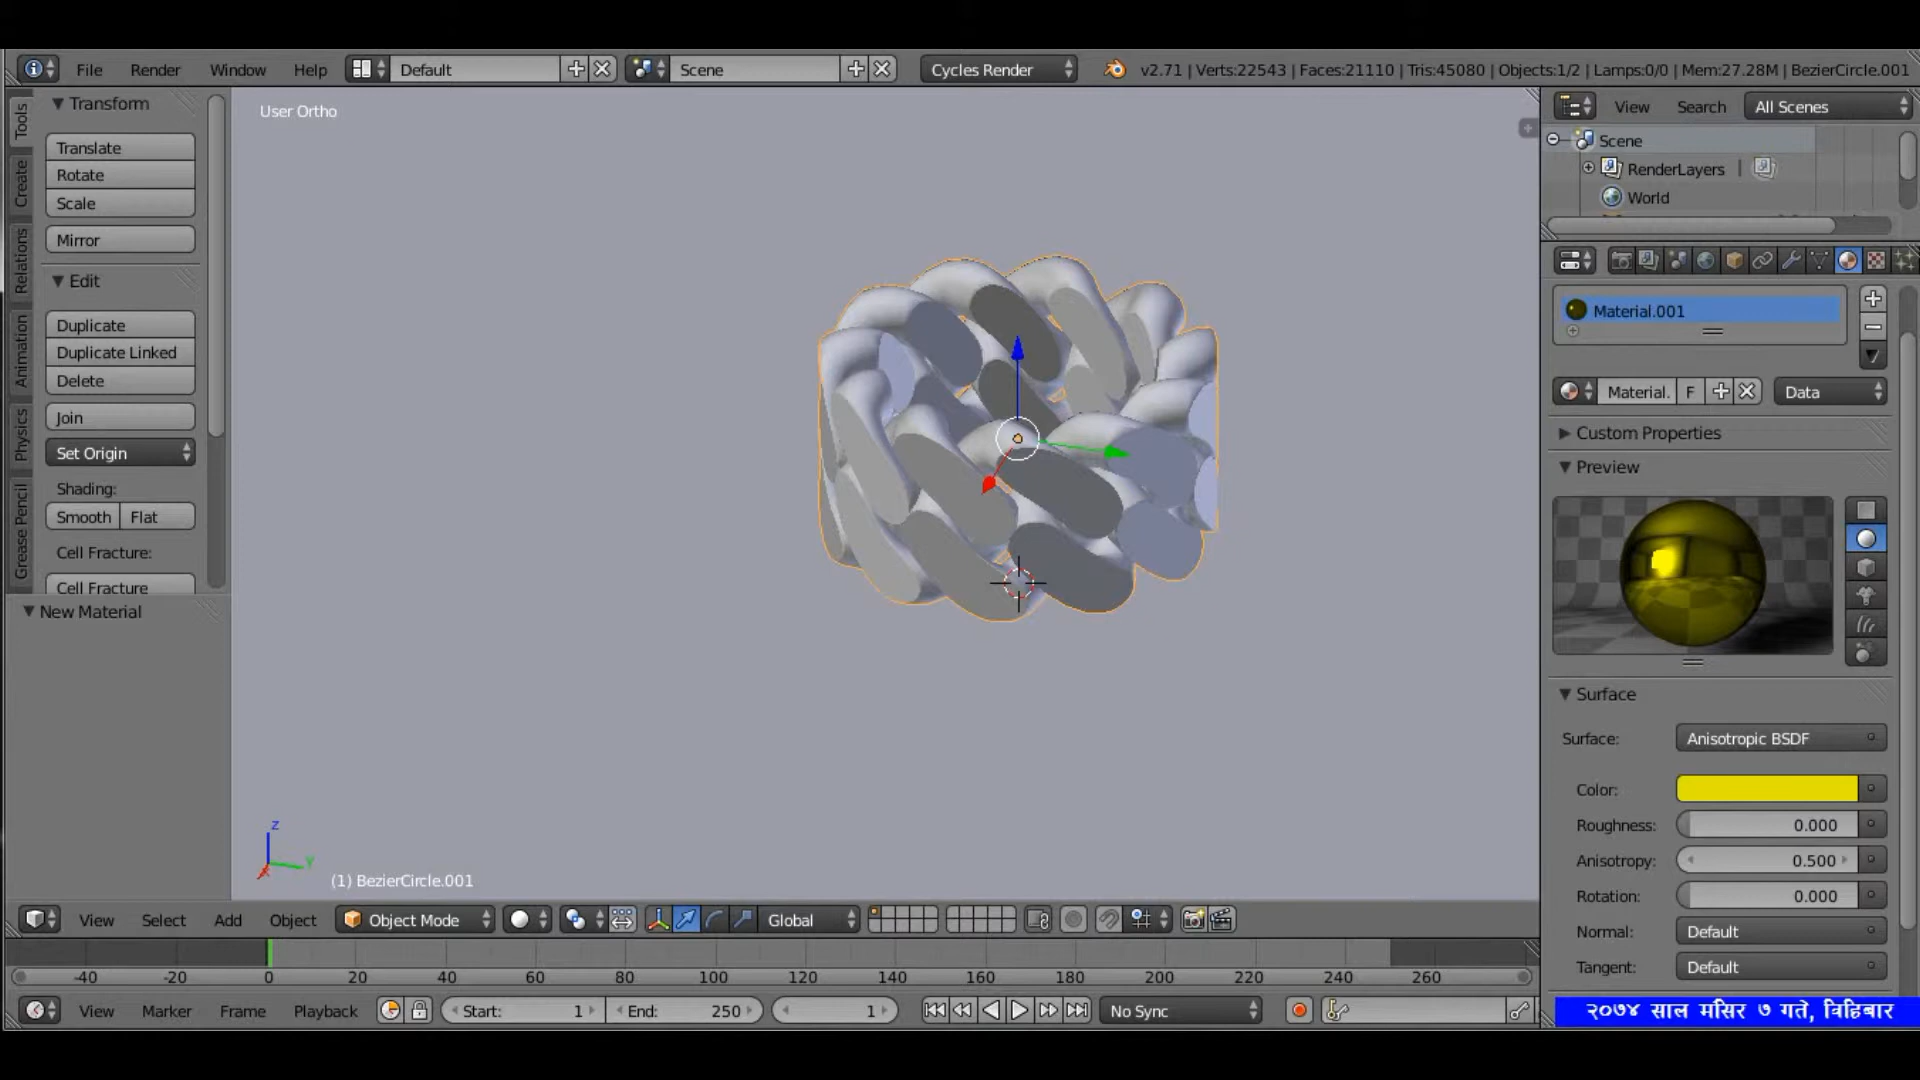 File Render Window Help Default Scene Cycles Render v2.71 | Verts:22543 | Faces:21110 | Tris:45080 | Objects:1/2 | Lamps:0/0 | Mem:27.28M | BezierCircle.001
Tools
Create
Relations
Animation
Physics
Grease Pencil
Transform
Translate
Rotate
Scale
Mirror
Edit
Duplicate
Duplicate Linked
Delete
Join
Set Origin
Shading:
Smooth Flat
Cell Fracture:
Cell Fracture
New Material
User Ortho
z
Y
x
(1) BezierCircle.001
View Search All Scenes
Scene
RenderLayers |
World
Material.001
Material. F Data
Custom Properties
Preview
Surface
Surface: Anisotropic BSDF
Color:
Roughness: 0.000
Anisotropy: 0.500
Rotation: 0.000
Normal: Default
Tangent: Default
View Select Add Object Object Mode Global
-40 -20 0 20 40 60 80 100 120 140 160 180 200 220 240 260
View Marker Frame Playback Start: 1 End: 250 1 No Sync
२०७४ साल मंसिर ७ गते, विहिबार